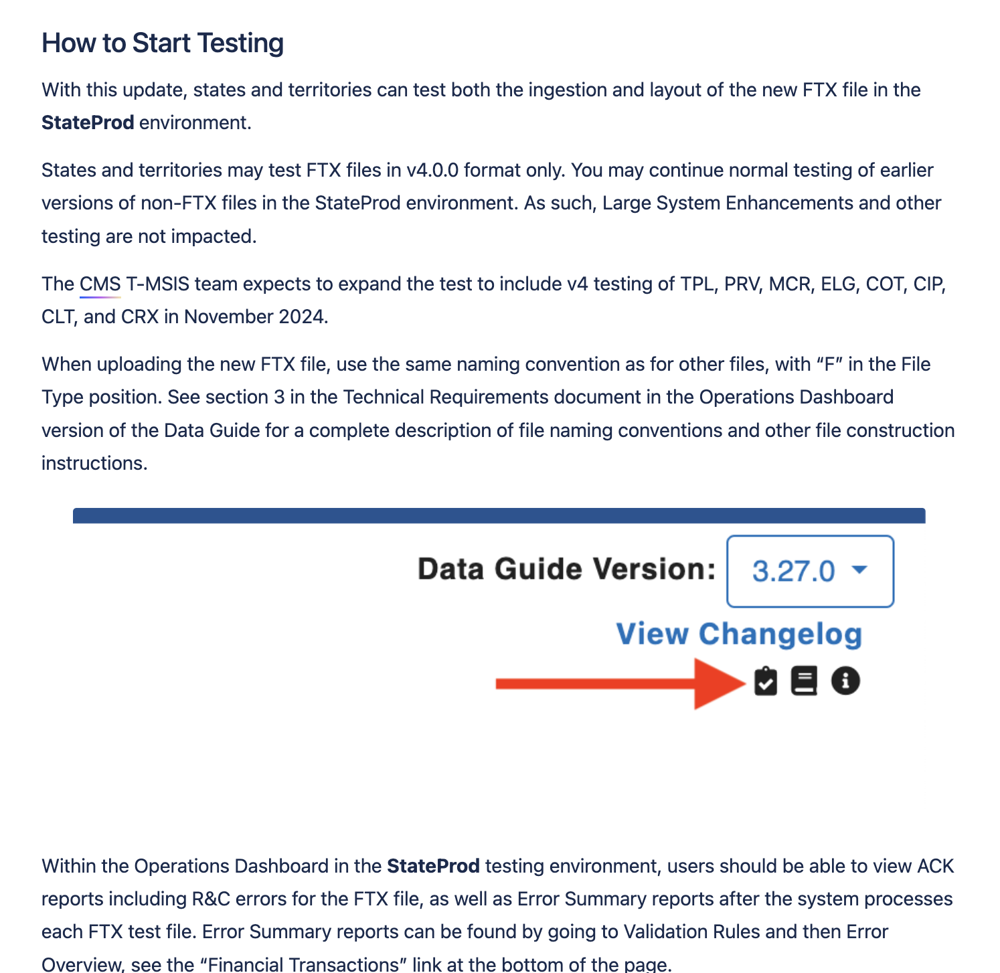 How to Start Testing
With this update, states and territories can test both the ingestion and layout of the new FTX file in the
StateProd environment.
States and territories may test FTX files in v4.0.0 format only. You may continue normal testing of earlier
versions of non-FTX files in the StateProd environment. As such, Large System Enhancements and other
testing are not impacted.
The CMS T-MSIS team expects to expand the test to include v4 testing of TPL, PRV, MCR, ELG, COT, CIP,
CLT, and CRX in November 2024.
When uploading the new FTX file, use the same naming convention as for other files, with “F” in the File
Type position. See section 3 in the Technical Requirements document in the Operations Dashboard
version of the Data Guide for a complete description of file naming conventions and other file construction
instructions.
Data Guide Version: 3.27.0
View Changelog
Within the Operations Dashboard in the StateProd testing environment, users should be able to view ACK
reports including R&C errors for the FTX file, as well as Error Summary reports after the system processes
each FTX test file. Error Summary reports can be found by going to Validation Rules and then Error
Overview, see the “Financial Transactions” link at the bottom of the page.